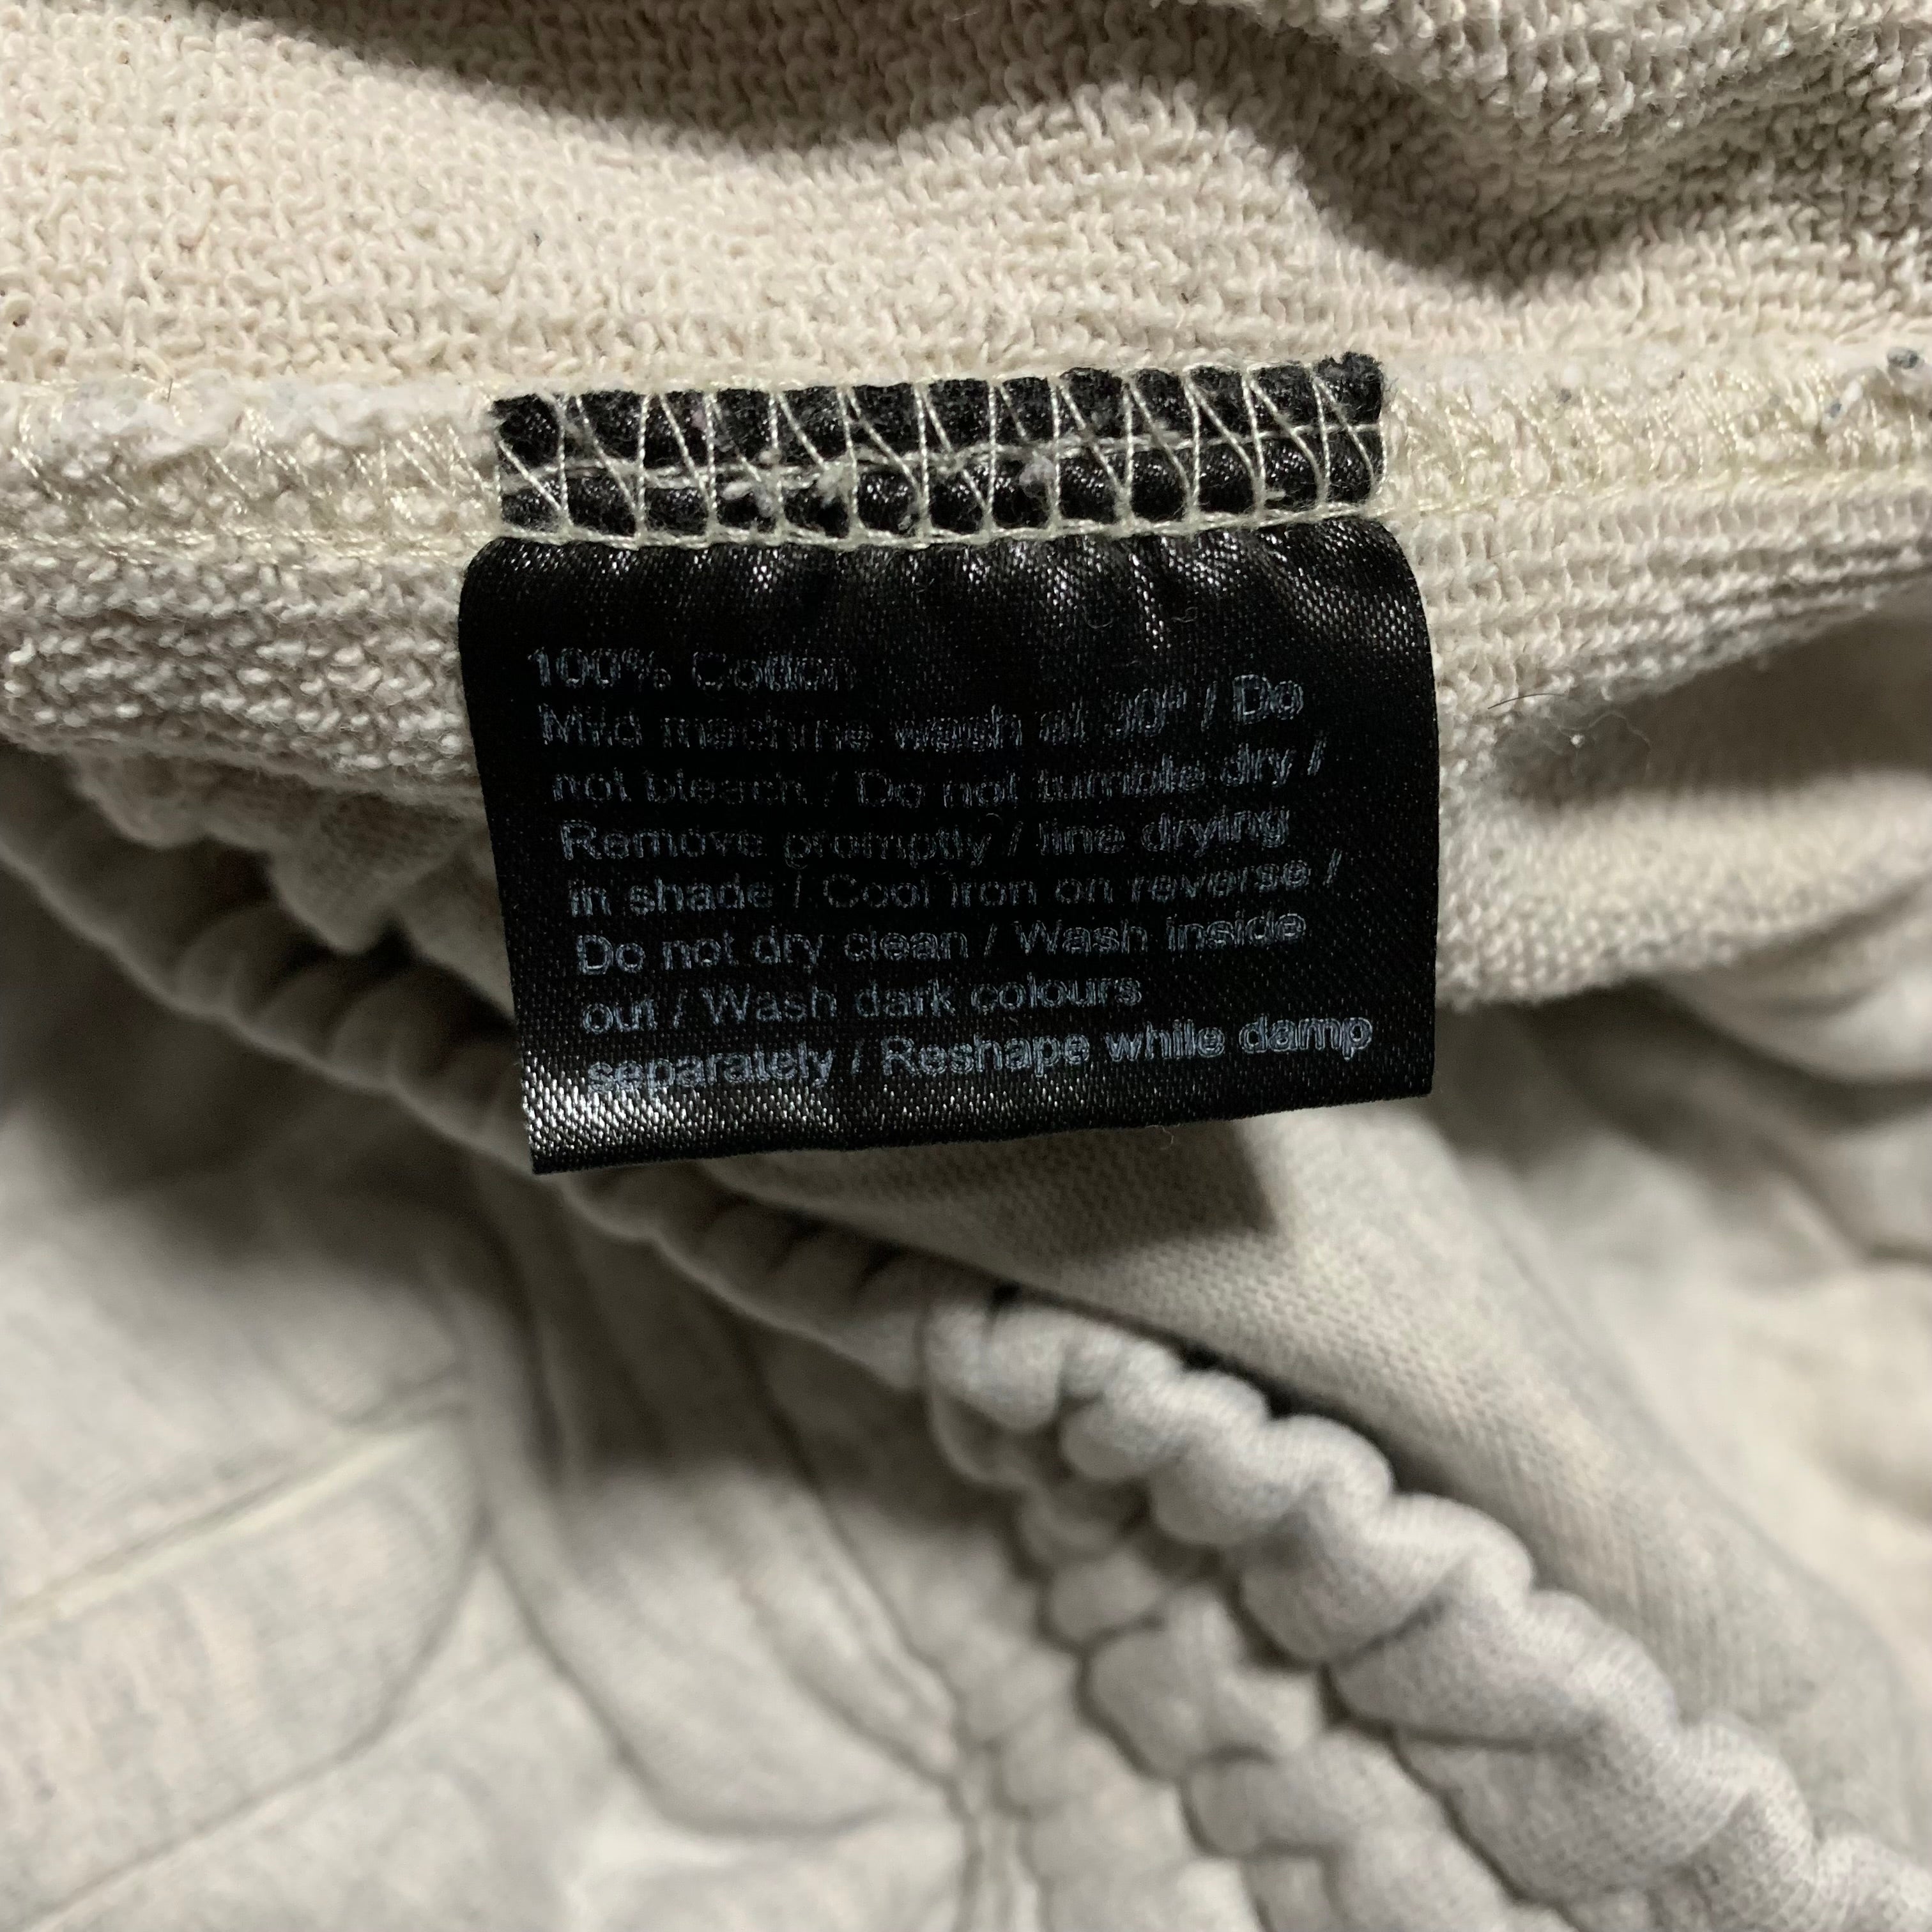 100% Cotton
Mild machine wash at 30° / Do
not bleach / Do not tumble dry /
Remove promptly / line drying
in shade / Cool iron on reverse /
Do not dry clean / Wash inside
out / Wash dark colours
separately / Reshape while damp